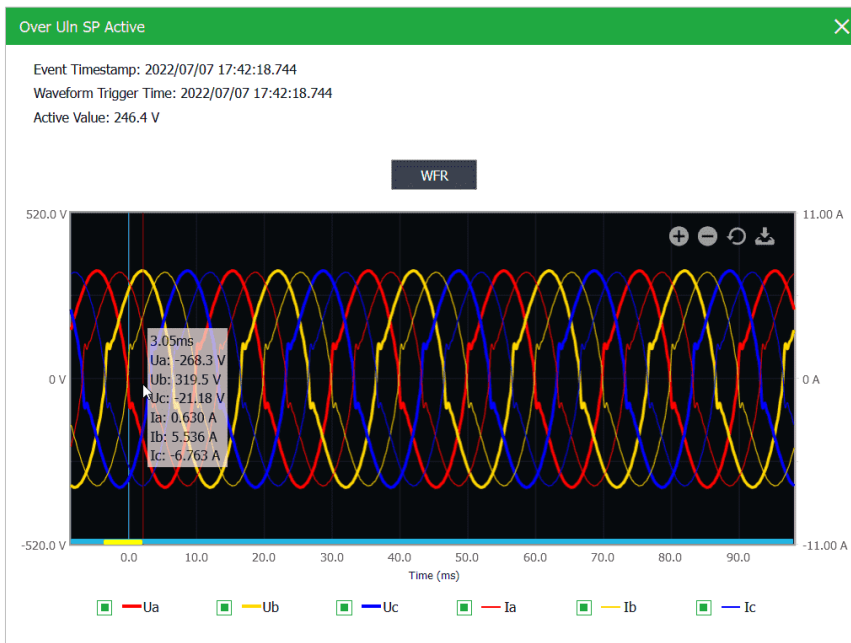 Over Uln SP Active
Event Timestamp: 2022/07/07 17:42:18.744
Waveform Trigger Time: 2022/07/07 17:42:18.744
Active Value: 246.4 V
WFR
520.0 V
11.00 A
3.05ms
Ua: -268.3 V
0 V
Ub: 319.5 V
0 A
Uc: -21.18 V
Ia: 0.630 A
Ib: 5.536 A
Ic: -6.763 A
-520.0 V
-11.00 A
0.0 10.0 20.0 30.0 40.0 50.0 60.0 70.0 80.0 90.0
Time (ms)
Ua Ub Uc Ia Ib Ic